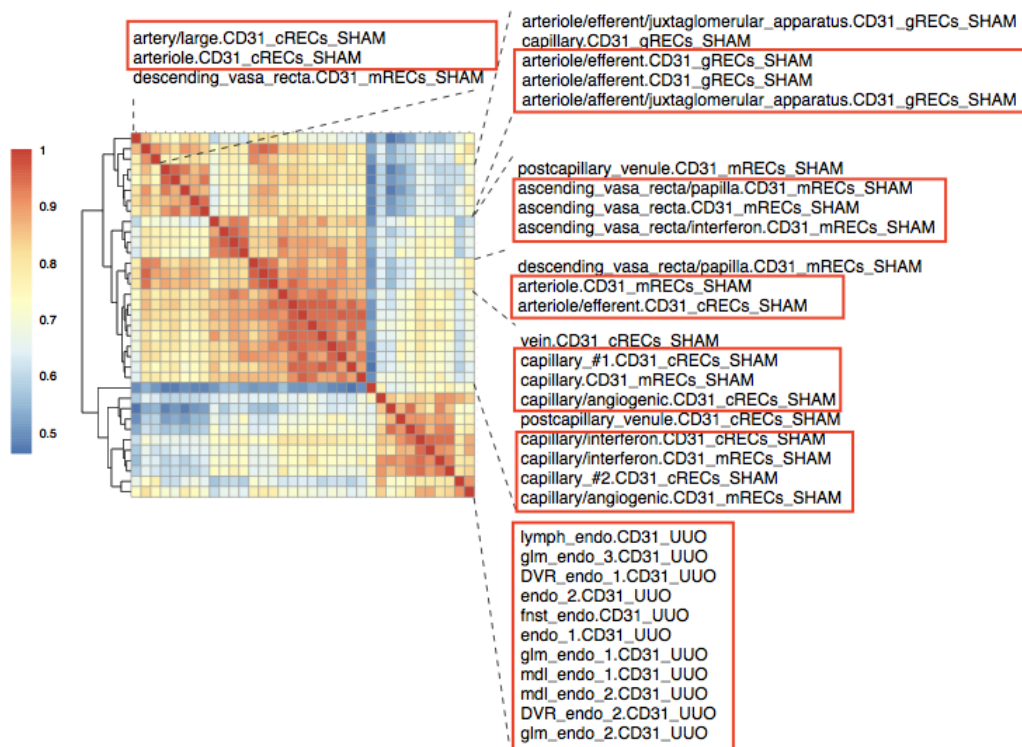 artery/large.CD31_cRECs_SHAM
arteriole.CD31_cRECs_SHAM
descending_vasa_recta.CD31_mRECs_SHAM
arteriole/efferent/juxtaglomerular_apparatus.CD31_gRECs_SHAM
capillary.CD31_gRECs_SHAM
arteriole/efferent.CD31_gRECs_SHAM
arteriole/afferent.CD31_gRECs_SHAM
arteriole/afferent/juxtaglomerular_apparatus.CD31_gRECs_SHAM
postcapillary_venule.CD31_mRECs_SHAM
ascending_vasa_recta/papilla.CD31_mRECs_SHAM
ascending_vasa_recta.CD31_mRECs_SHAM
ascending_vasa_recta/interferon.CD31_mRECs_SHAM
descending_vasa_recta/papilla.CD31_mRECs_SHAM
arteriole.CD31_mRECs_SHAM
arteriole/efferent.CD31_cRECs_SHAM
vein.CD31_cRECs_SHAM
capillary_#1.CD31_cRECs_SHAM
capillary.CD31_mRECs_SHAM
capillary/angiogenic.CD31_cRECs_SHAM
postcapillary_venule.CD31_cRECs_SHAM
capillary/interferon.CD31_cRECs_SHAM
capillary/interferon.CD31_mRECs_SHAM
capillary_#2.CD31_cRECs_SHAM
capillary/angiogenic.CD31_mRECs_SHAM
lymph_endo.CD31_UUO
glm_endo_3.CD31_UUO
DVR_endo_1.CD31_UUO
endo_2.CD31_UUO
fnst_endo.CD31_UUO
endo_1.CD31_UUO
glm_endo_1.CD31_UUO
mdl_endo_1.CD31_UUO
mdl_endo_2.CD31_UUO
DVR_endo_2.CD31_UUO
glm_endo_2.CD31_UUO
1
0.9
0.8
0.7
0.6
0.5